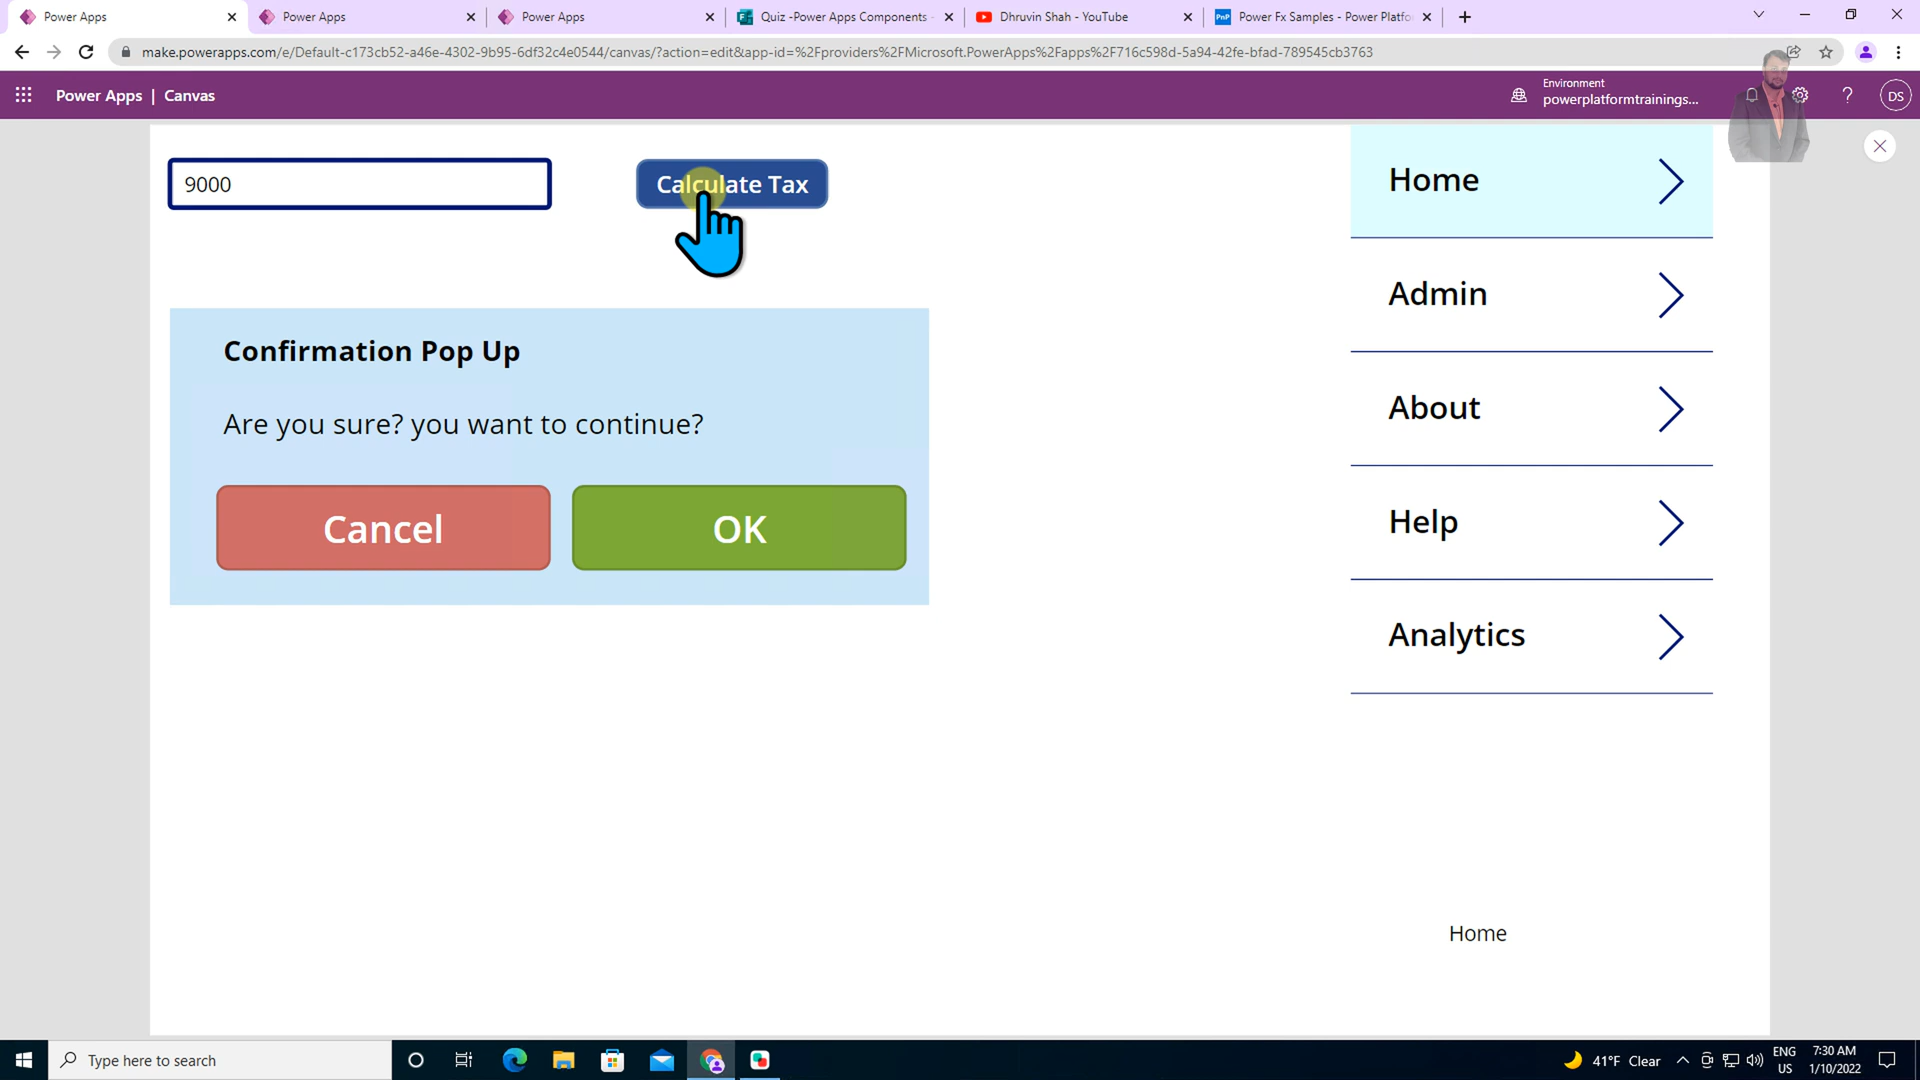 Power Apps
Power Apps
Power Apps
Quiz -Power Apps Components -
Dhruvin Shah - YouTube
Power Fx Samples - Power Platfo
make.powerapps.com/e/Default-c173cb52-a46e-4302-9b95-6df32c4e0544/canvas/?action=edit&app-id=%2Fproviders%2FMicrosoft.PowerApps%2Fapps%2F716c598d-5a94-42fe-bfad-789545cb3763
Power Apps | Canvas
Environment
powerplatformtrainings...
?
DS
9000
Calculate Tax
Confirmation Pop Up
Are you sure? you want to continue?
Cancel
OK
Home
Admin
About
Help
Analytics
Home
Type here to search
41°F Clear
ENG
US
7:30 AM
1/10/2022